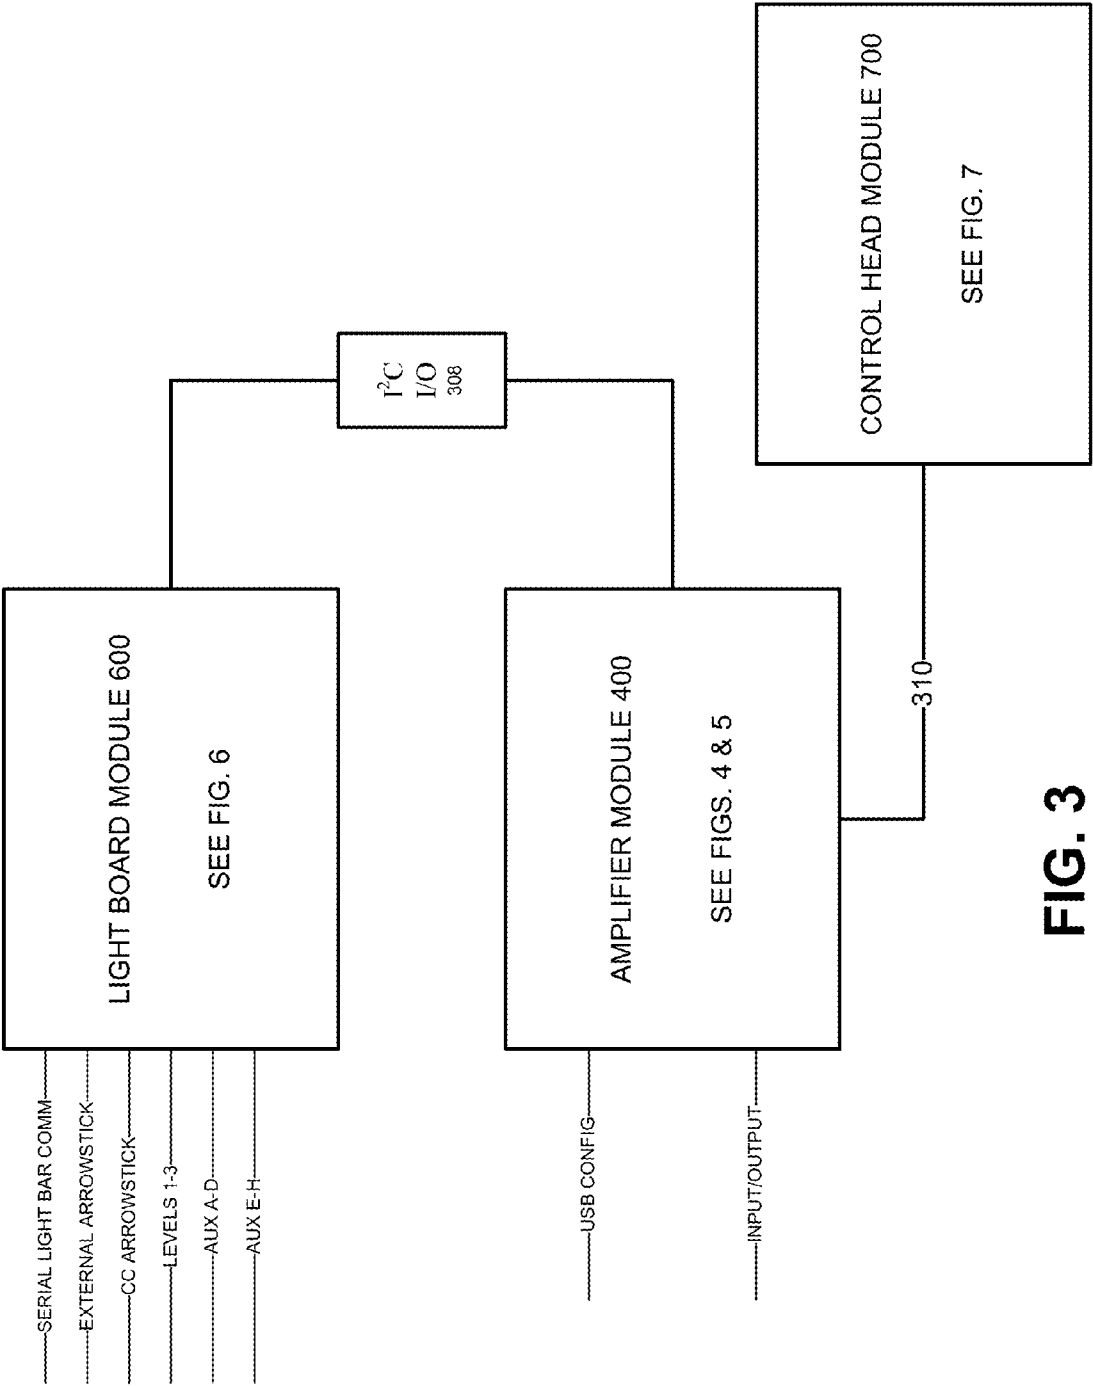 LIGHT BOARD MODULE 600
SEE FIG. 6
SERIAL LIGHT BAR COMM
EXTERNAL ARROWSTICK
CC ARROWSTICK
LEVELS 1-3
AUX A-D
AUX E-H
I²C
I/O
308
AMPLIFIER MODULE 400
SEE FIGS. 4 & 5
USB CONFIG
INPUT/OUTPUT
310
CONTROL HEAD MODULE 700
SEE FIG. 7
FIG. 3